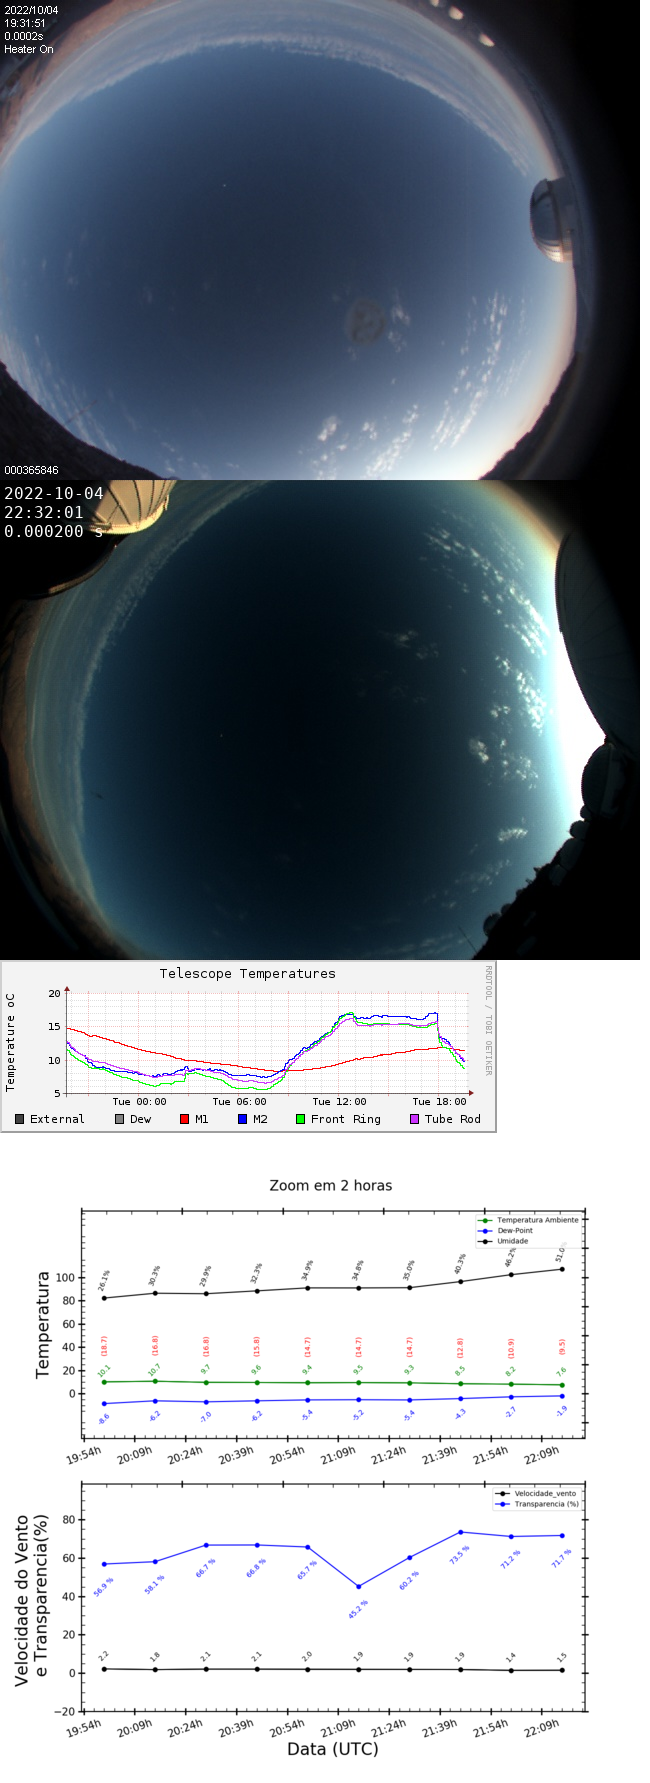 2022/10/04
19:31:51
0.0002s
Heater On
000365846
2022-10-04
22:32:01
0.000200 s
Telescope Temperatures
RRDTOOL / TOBI OETIKER
Temperature oC
20
15
10
5
Tue 00:00 Tue 06:00 Tue 12:00 Tue 18:00
External Dew M1 M2 Front Ring Tube Rod
Zoom em 2 horas
Temperatura Ambiente
Dew-Point
Umidade
Temperatura
100
80
60
40
20
0
26.1% 30.3% 29.9% 32.3% 34.9% 34.8% 35.0% 40.3% 46.2% 51.0%
(18.7) (16.8) (16.8) (15.8) (14.7) (14.7) (14.7) (12.8) (10.9) (9.5)
10.1 10.7 9.7 9.6 9.4 9.5 9.3 8.5 8.2 7.6
-8.6 -6.2 -7.0 -6.2 -5.4 -5.2 -5.4 -4.3 -2.7 -1.9
19:54h 20:09h 20:24h 20:39h 20:54h 21:09h 21:24h 21:39h 21:54h 22:09h
Velocidade_vento
Transparencia (%)
Velocidade do Vento
e Transparencia(%)
80
60
40
20
0
−20
56.9 % 58.1 % 66.7 % 66.8 % 65.7 % 45.2 % 60.2 % 73.5 % 71.2 % 71.7 %
2.2 1.8 2.1 2.1 2.0 1.9 1.9 1.9 1.4 1.5
19:54h 20:09h 20:24h 20:39h 20:54h 21:09h 21:24h 21:39h 21:54h 22:09h
Data (UTC)